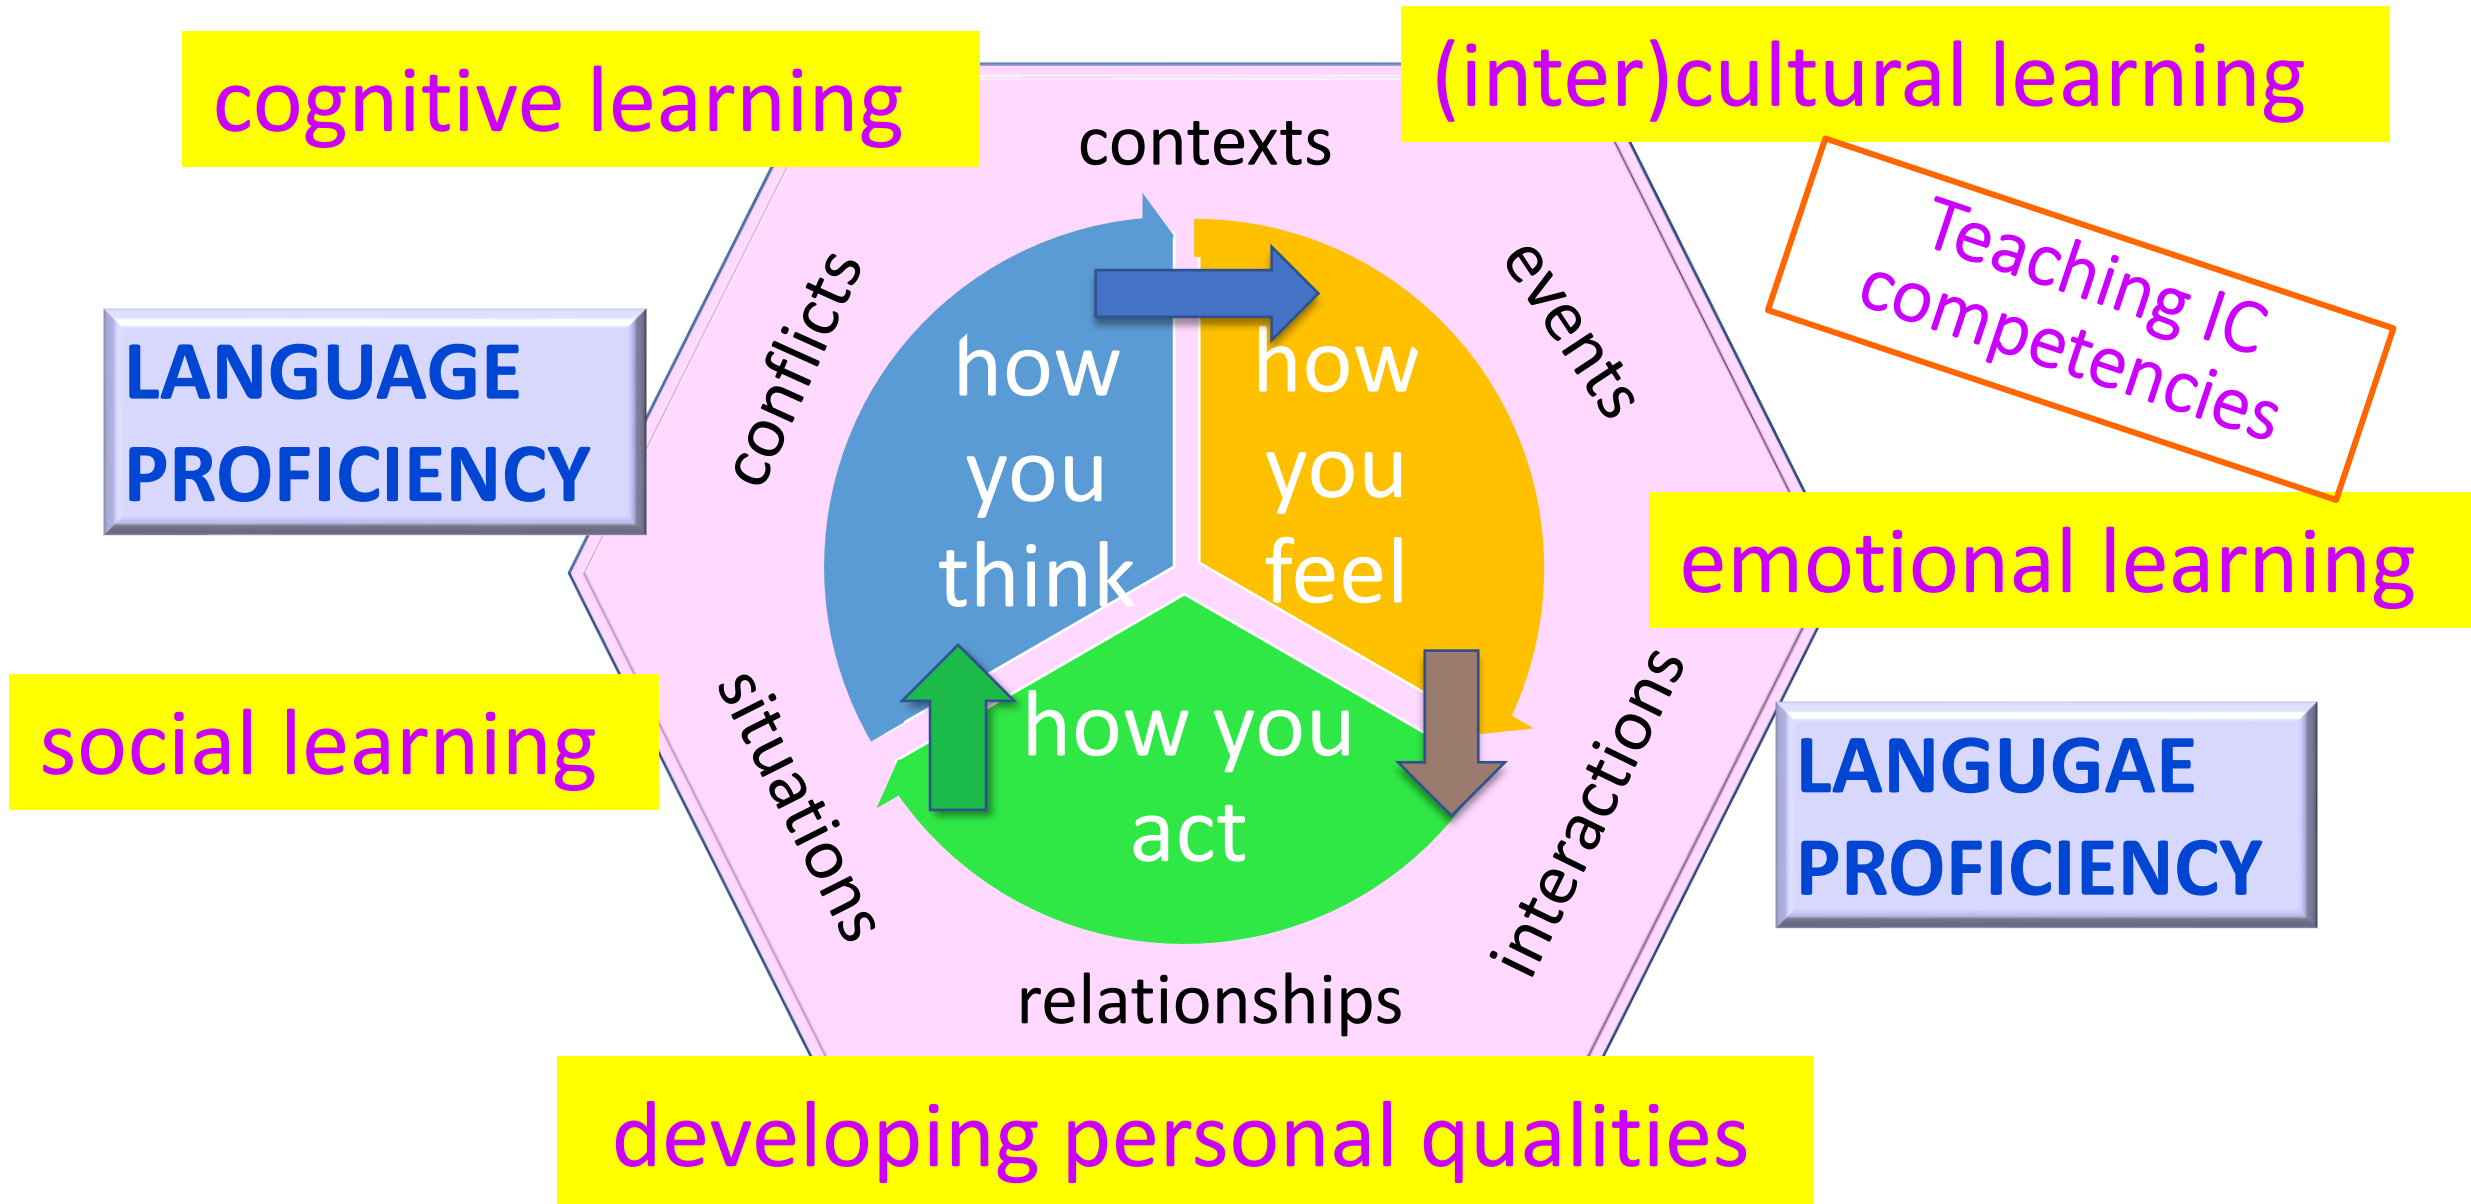 cognitive learning
(inter)cultural learning
contexts
Teaching IC
competencies
conflicts
events
LANGUAGE
PROFICIENCY
how
you
think
how
you
feel
emotional learning
social learning
situations
how you
act
interactions
LANGUGAE
PROFICIENCY
relationships
developing personal qualities